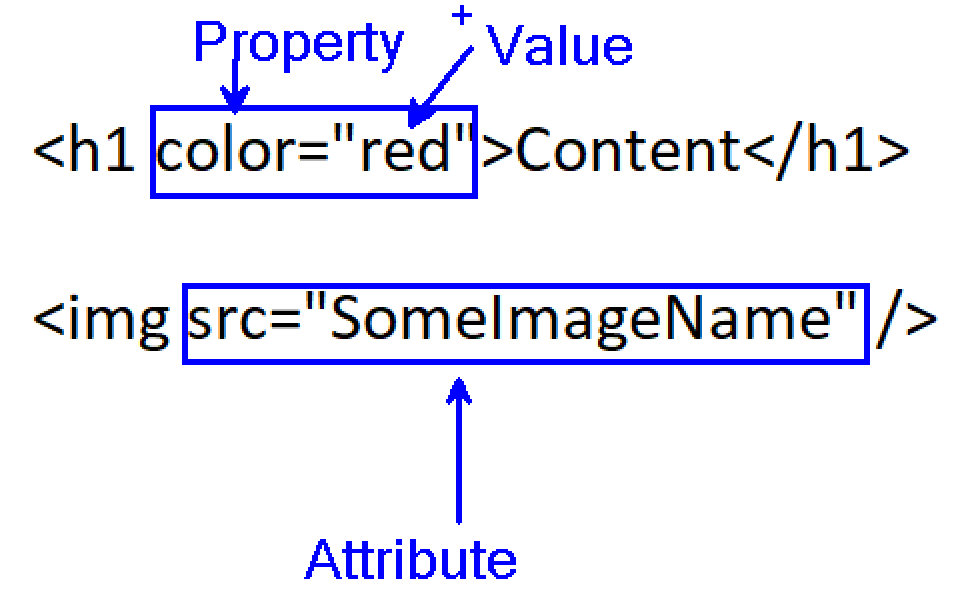 Property + Value
<h1 color="red">Content</h1>
<img src="SomeImageName" />
Attribute